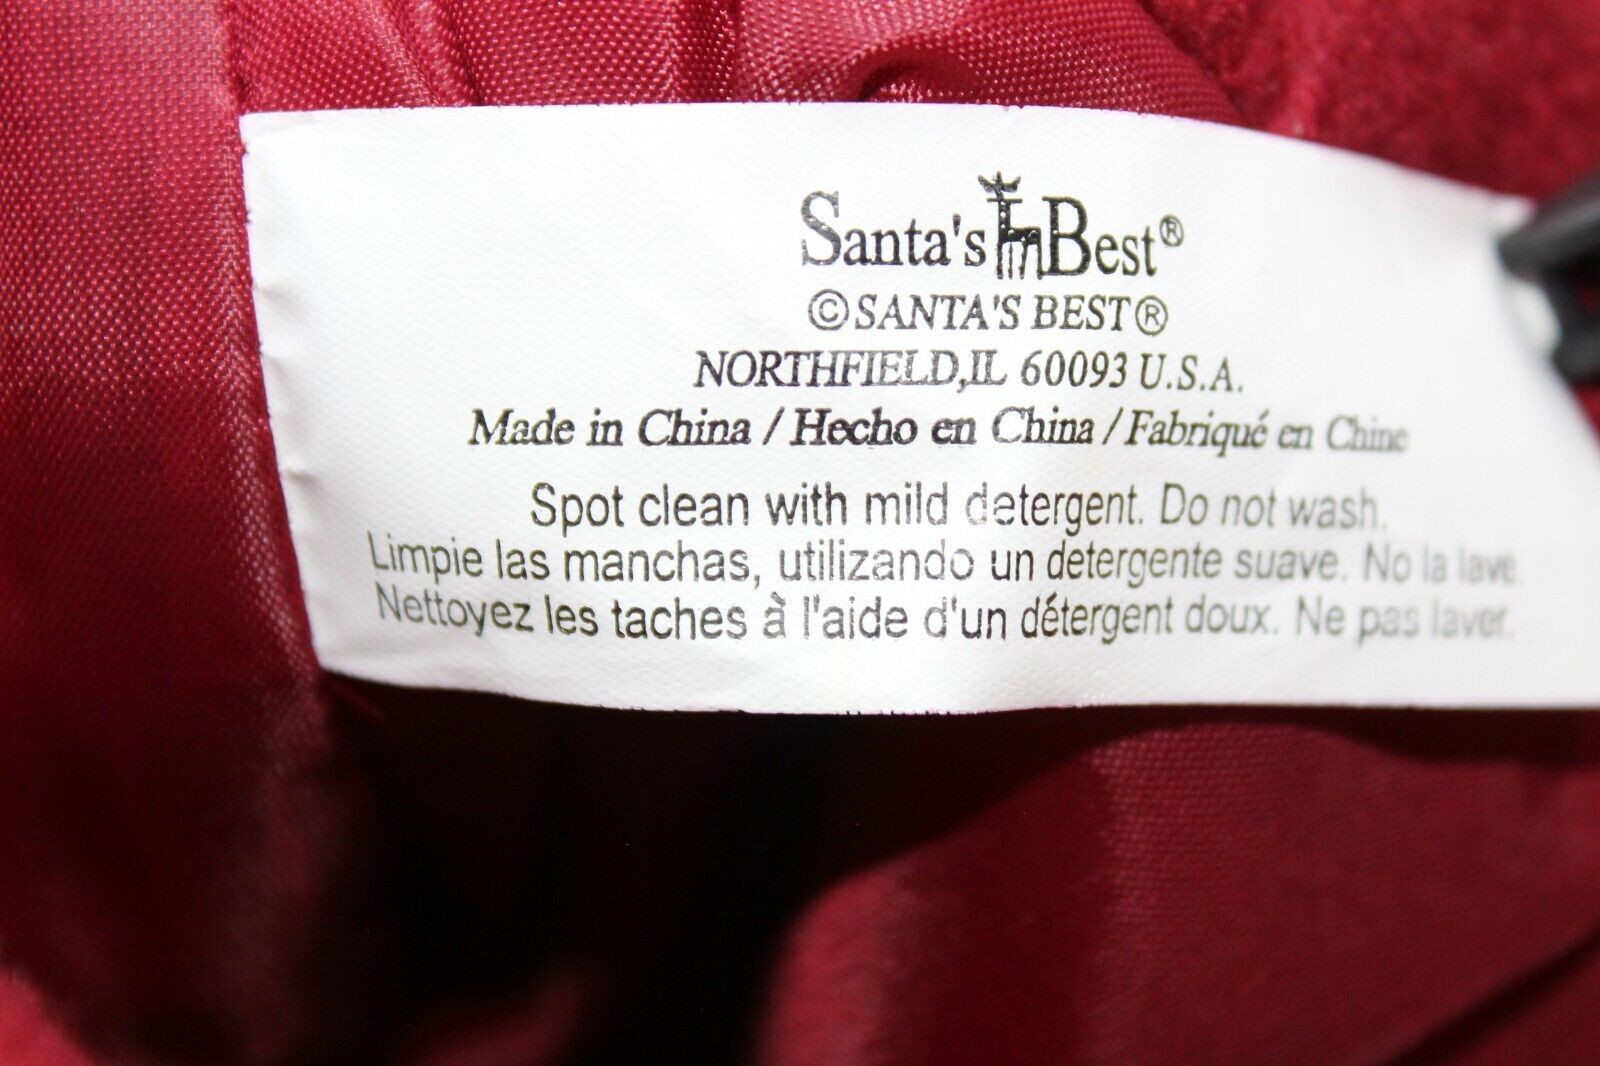 Santa's Best®
©SANTA'S BEST®
NORTHFIELD,IL 60093 U.S.A.
Made in China / Hecho en China / Fabriqué en Chine
Spot clean with mild detergent. Do not wash.
Limpie las manchas, utilizando un detergente suave. No la lave.
Nettoyez les taches à l'aide d'un détergent doux. Ne pas laver.